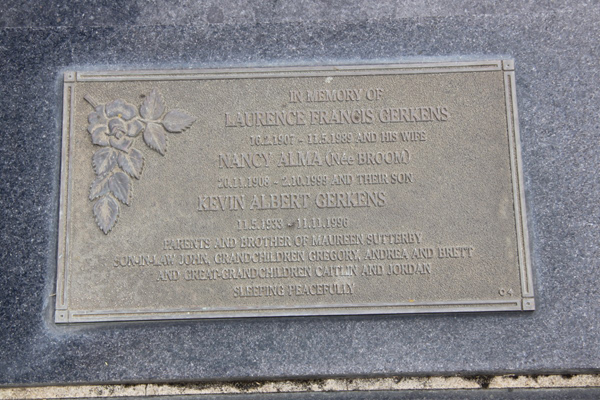 IN MEMORY OF
LAURENCE FRANCIS GERKENS
16.2.1907 - 11.5.1989 AND HIS WIFE
NANCY ALMA (Née BROOM)
20.11.1908 - 2.10.1999 AND THEIR SON
KEVIN ALBERT GERKENS
11.5.1933 - 11.11.1996
PARENTS AND BROTHER OF MAUREEN SUTTERBY
SON-IN-LAW JOHN, GRANDCHILDREN GREGORY, ANDREA AND BRETT
AND GREAT-GRANDCHILDREN CAITLIN AND JORDAN
SLEEPING PEACEFULLY